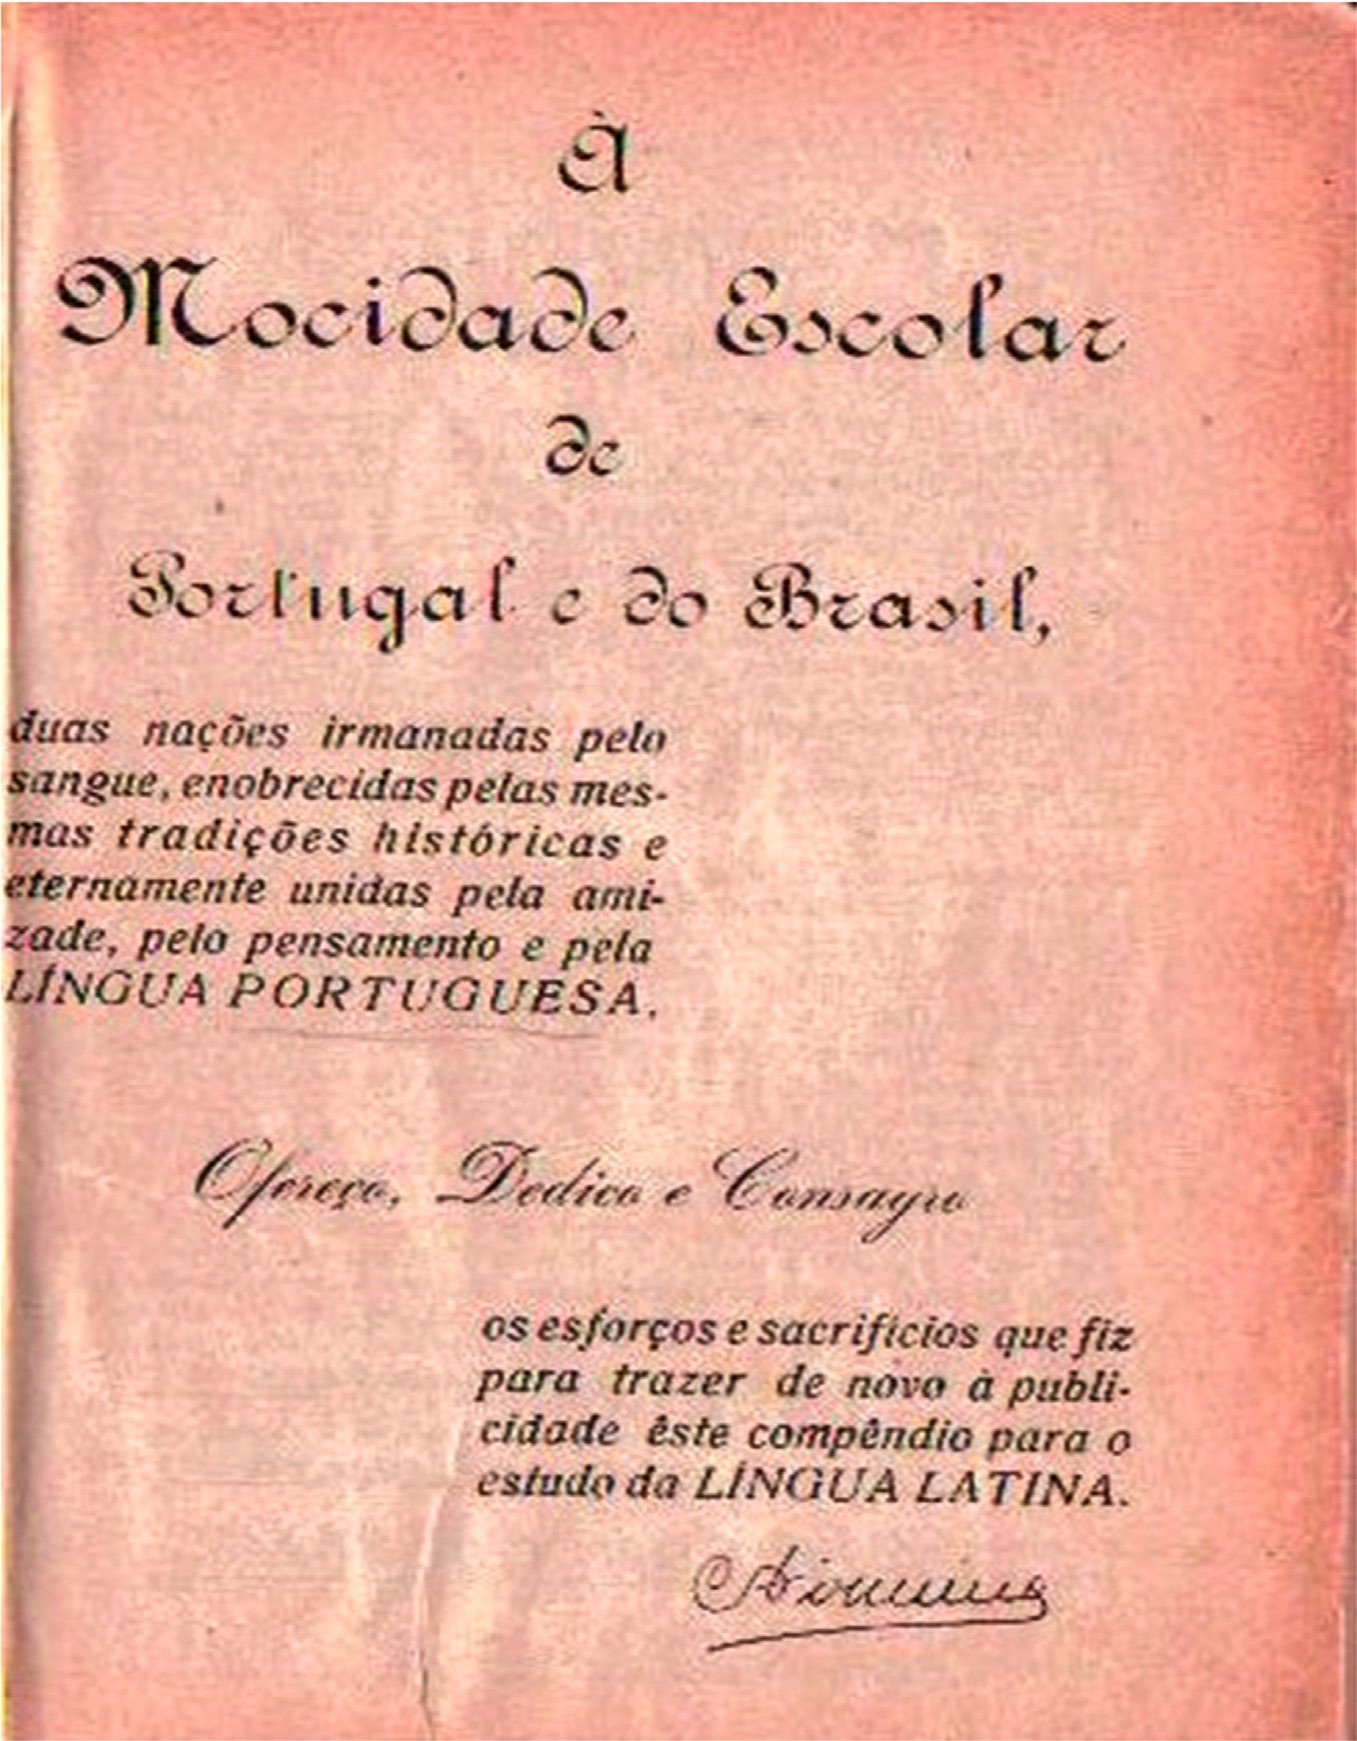 À
Mocidade Escolar
de
Portugal e do Brasil,
duas nações irmanadas pelo
sangue, enobrecidas pelas mes-
mas tradições históricas e
eternamente unidas pela ami-
zade, pelo pensamento e pela
LÍNGUA PORTUGUESA.
Ofereço, Dedico e Consagro
os esforços e sacrifícios que fiz
para trazer de novo à publi-
cidade êste compêndio para o
estudo da LÍNGUA LATINA.